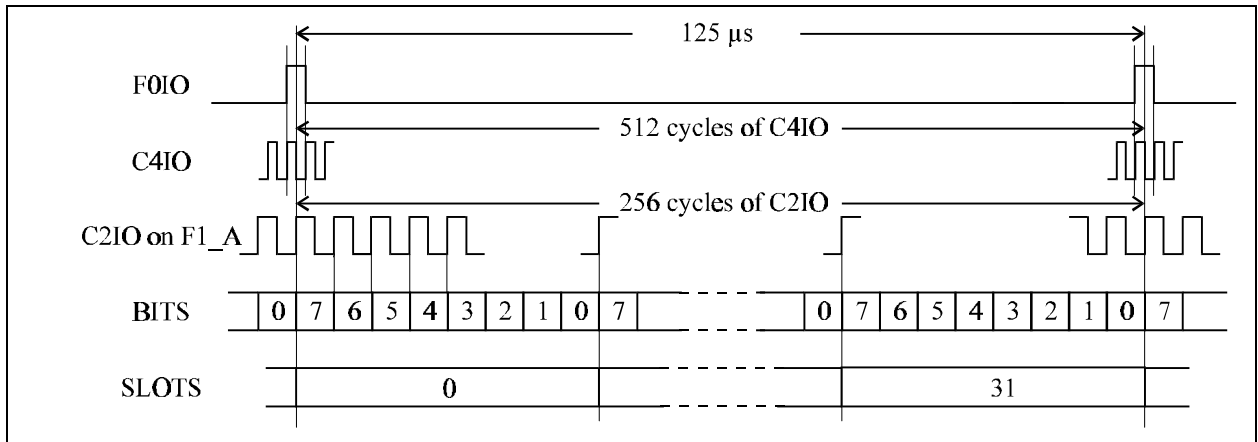 125 µs
F0IO
512 cycles of C4IO
C4IO
256 cycles of C2IO
C2IO on F1_A
BITS 0 7 6 5 4 3 2 1 0 7 0 7 6 5 4 3 2 1 0 7
SLOTS 0 31